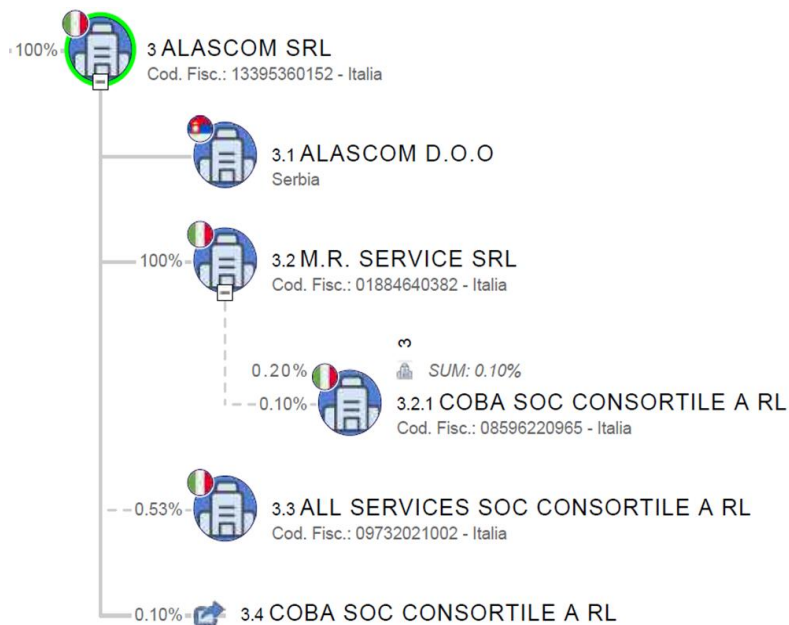 100%
3 ALASCOM SRL
Cod. Fisc.: 13395360152 - Italia
3.1 ALASCOM D.O.O
Serbia
100%
3.2 M.R. SERVICE SRL
Cod. Fisc.: 01884640382 - Italia
3
0.20%
SUM: 0.10%
0.10%
3.2.1 COBA SOC CONSORTILE A RL
Cod. Fisc.: 08596220965 - Italia
0.53%
3.3 ALL SERVICES SOC CONSORTILE A RL
Cod. Fisc.: 09732021002 - Italia
0.10%
3.4 COBA SOC CONSORTILE A RL